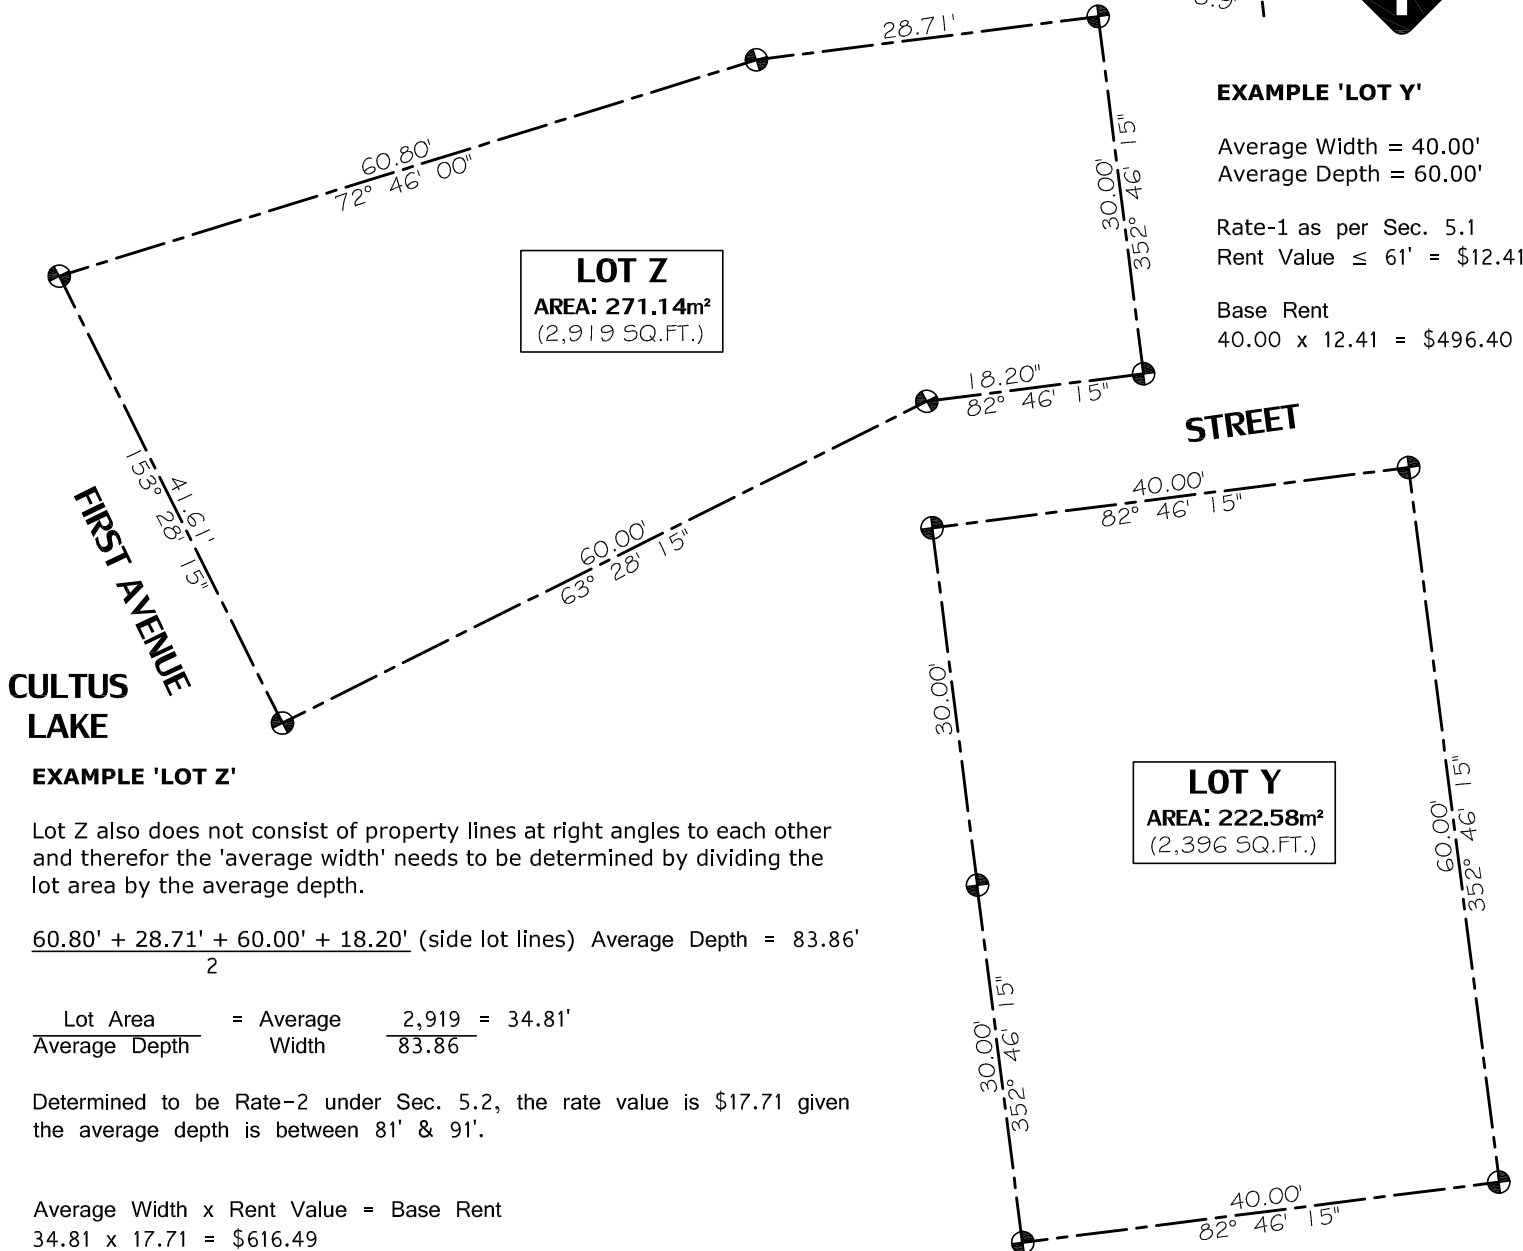 28.71'
60.80'
72° 46' 00"
30.00'
352° 46' 15"
EXAMPLE 'LOT Y'
Average Width = 40.00'
Average Depth = 60.00'
Rate-1 as per Sec. 5.1
Rent Value ≤ 61' = $12.41
Base Rent
40.00 x 12.41 = $496.40
LOT Z
AREA: 271.14m²
(2,919 SQ.FT.)
18.20"
82° 46' 15"
STREET
41.61'
153° 28' 15"
FIRST AVENUE
60.00'
63° 28' 15"
40.00'
82° 46' 15"
30.00'
CULTUS
LAKE
LOT Y
AREA: 222.58m²
(2,396 SQ.FT.)
60.00'
352° 46' 15"
30.00'
352° 46' 15"
40.00'
82° 46' 15"
EXAMPLE 'LOT Z'
Lot Z also does not consist of property lines at right angles to each other
and therefor the 'average width' needs to be determined by dividing the
lot area by the average depth.
60.80' + 28.71' + 60.00' + 18.20' (side lot lines) Average Depth = 83.86'
2
Lot Area = Average 2,919 = 34.81'
Average Depth Width 83.86
Determined to be Rate-2 under Sec. 5.2, the rate value is $17.71 given
the average depth is between 81' & 91'.
Average Width x Rent Value = Base Rent
34.81 x 17.71 = $616.49